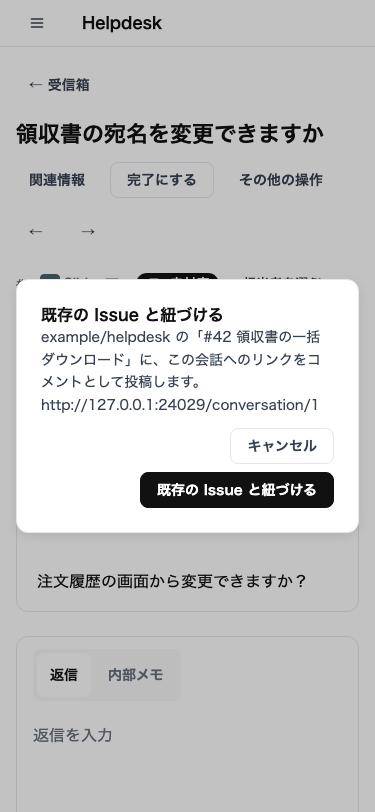 Helpdesk
← 受信箱
領収書の宛名を変更できますか
関連情報
完了にする
その他の操作
← →
既存の Issue と紐づける
example/helpdesk の「#42 領収書の一括
ダウンロード」に、この会話へのリンクをコ
メントとして投稿します。
http://127.0.0.1:24029/conversation/1
キャンセル
既存の Issue と紐づける
注文履歴の画面から変更できますか？
返信
内部メモ
返信を入力